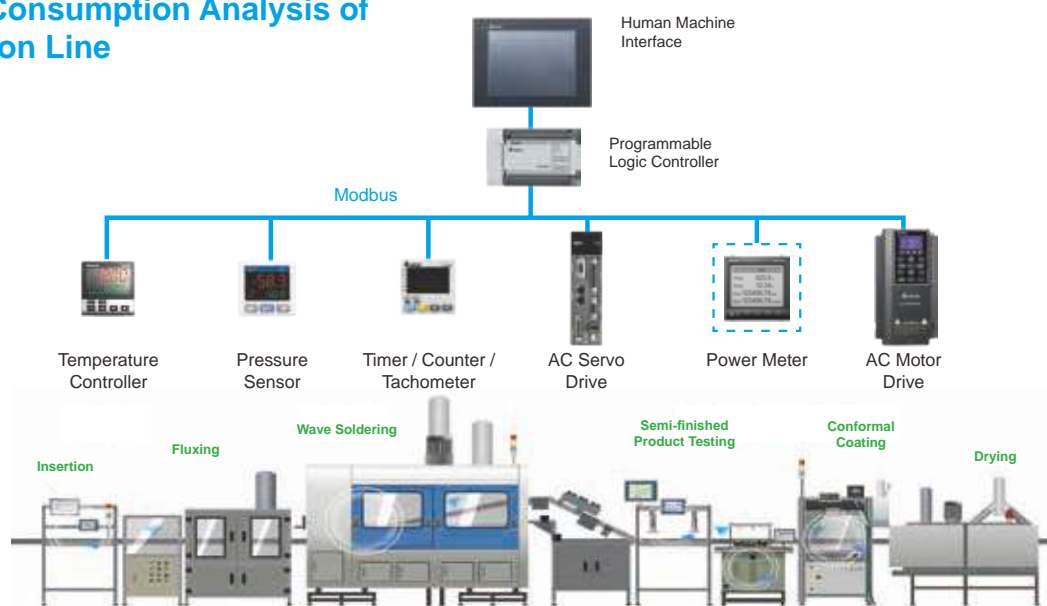 Consumption Analysis of
on Line
Human Machine
Interface
Programmable
Logic Controller
Modbus
Temperature
Controller
Pressure
Sensor
Timer / Counter /
Tachometer
AC Servo
Drive
Power Meter
AC Motor
Drive
Insertion
Fluxing
Wave Soldering
Semi-finished
Product Testing
Conformal
Coating
Drying